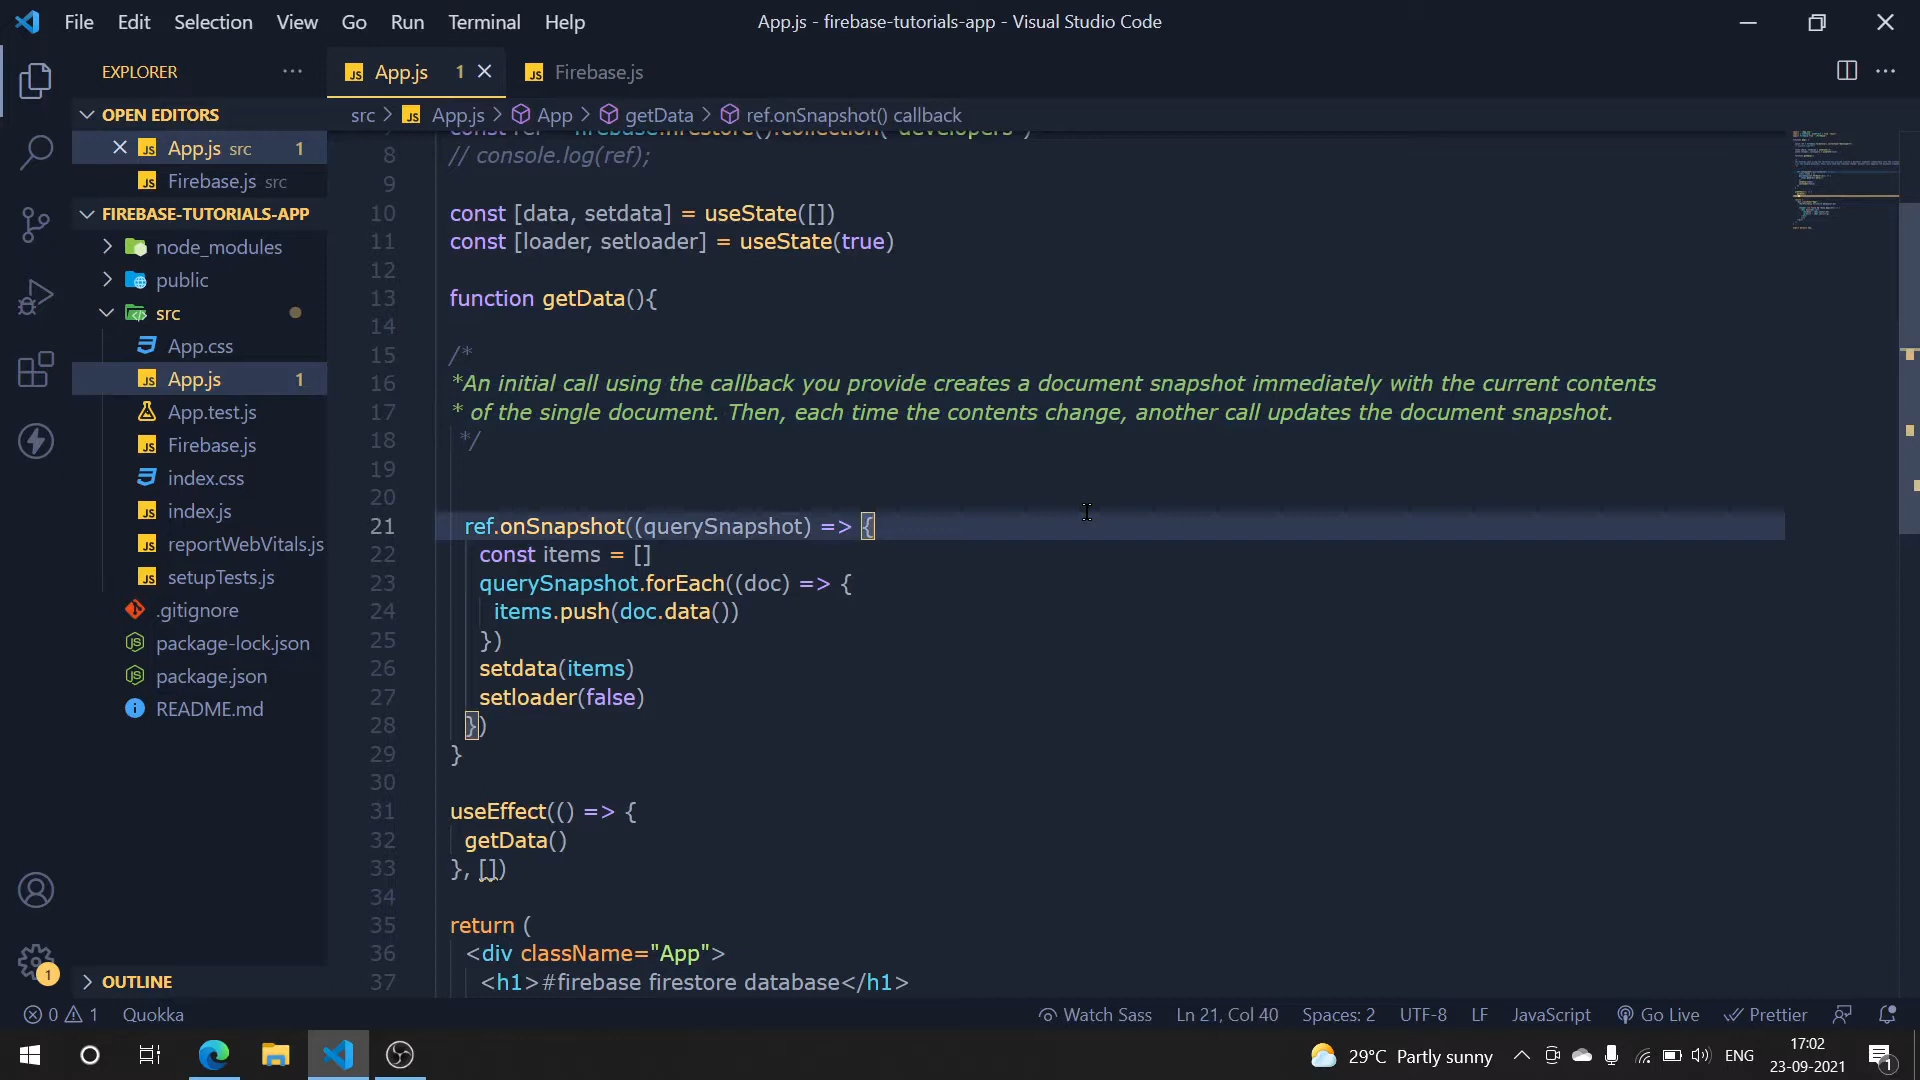 File Edit Selection View Go Run Terminal Help
App.js - firebase-tutorials-app - Visual Studio Code
EXPLORER
App.js 1
Firebase.js
OPEN EDITORS
App.js src 1
Firebase.js src
FIREBASE-TUTORIALS-APP
node_modules
public
src
App.css
App.js 1
App.test.js
Firebase.js
index.css
index.js
reportWebVitals.js
setupTests.js
.gitignore
package-lock.json
package.json
README.md
OUTLINE
src > App.js > App > getData > ref.onSnapshot() callback
const ref = firebase.firestore().collection("developers")
8 // console.log(ref);
9
10 const [data, setdata] = useState([])
11 const [loader, setloader] = useState(true)
12
13 function getData(){
14
15 /*
16 *An initial call using the callback you provide creates a document snapshot immediately with the current contents
17 * of the single document. Then, each time the contents change, another call updates the document snapshot.
18 */
19
20
21 ref.onSnapshot((querySnapshot) => {
22 const items = []
23 querySnapshot.forEach((doc) => {
24 items.push(doc.data())
25 })
26 setdata(items)
27 setloader(false)
28 })
29 }
30
31 useEffect(() => {
32 getData()
33 }, [])
34
35 return (
36 <div className="App">
37 <h1>#firebase firestore database</h1>
0 1 Quokka
Watch Sass Ln 21, Col 40 Spaces: 2 UTF-8 LF JavaScript Go Live Prettier
1
29°C Partly sunny
ENG
17:02
23-09-2021
1